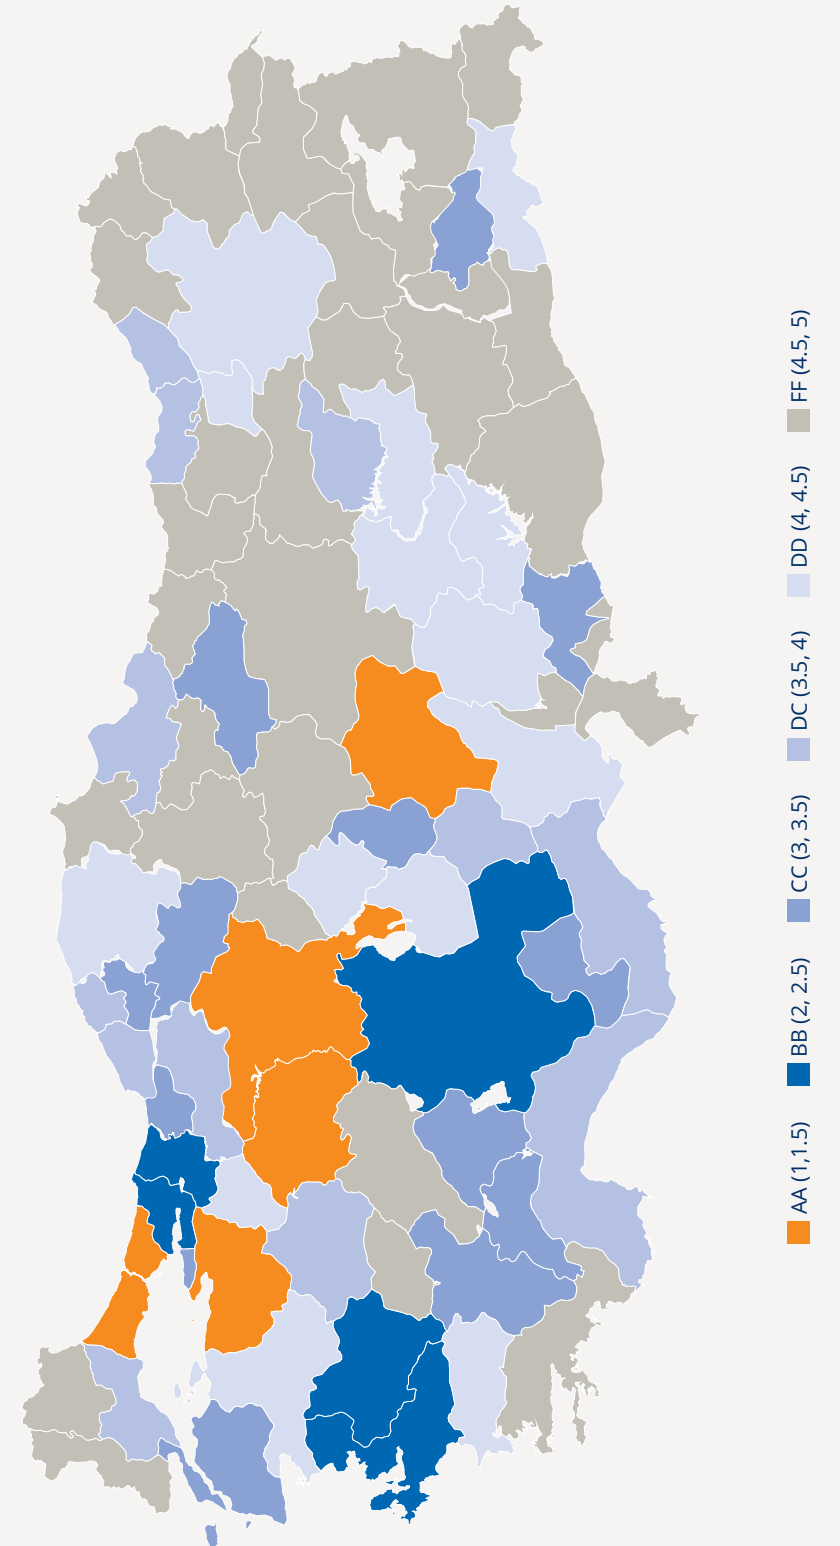 AA (1,1.5)
BB (2, 2.5)
CC (3, 3.5)
DC (3.5, 4)
DD (4, 4.5)
FF (4.5, 5)